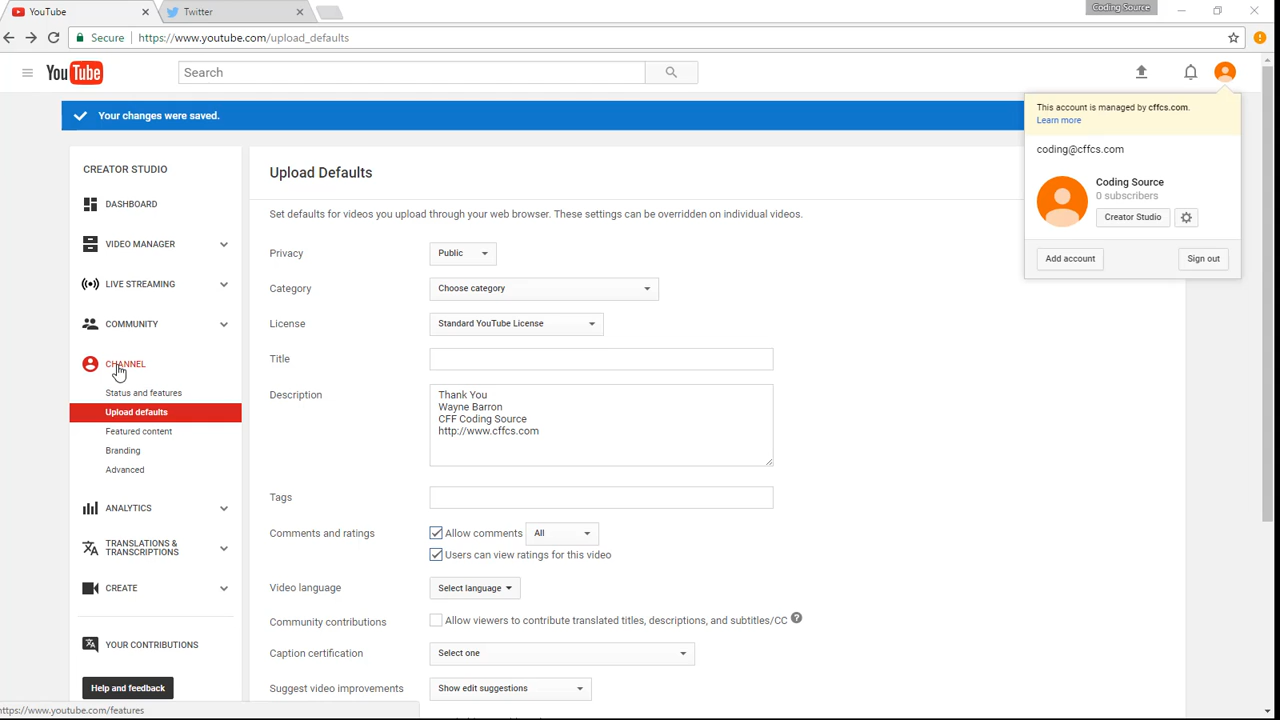 YouTube
Twitter
Coding Source
Secure
https://www.youtube.com/upload_defaults
YouTube
Search
Your changes were saved.
This account is managed by cffcs.com.
Learn more
coding@cffcs.com
Coding Source
0 subscribers
Creator Studio
Add account
Sign out
CREATOR STUDIO
DASHBOARD
VIDEO MANAGER
LIVE STREAMING
COMMUNITY
CHANNEL
Status and features
Upload defaults
Featured content
Branding
Advanced
ANALYTICS
TRANSLATIONS &
TRANSCRIPTIONS
CREATE
YOUR CONTRIBUTIONS
Help and feedback
Upload Defaults
Set defaults for videos you upload through your web browser. These settings can be overridden on individual videos.
Privacy
Public
Category
Choose category
License
Standard YouTube License
Title
Description
Thank You
Wayne Barron
CFF Coding Source
http://www.cffcs.com
Tags
Comments and ratings
Allow comments
All
Users can view ratings for this video
Video language
Select language
Community contributions
Allow viewers to contribute translated titles, descriptions, and subtitles/CC
?
Caption certification
Select one
Suggest video improvements
Show edit suggestions
https://www.youtube.com/features